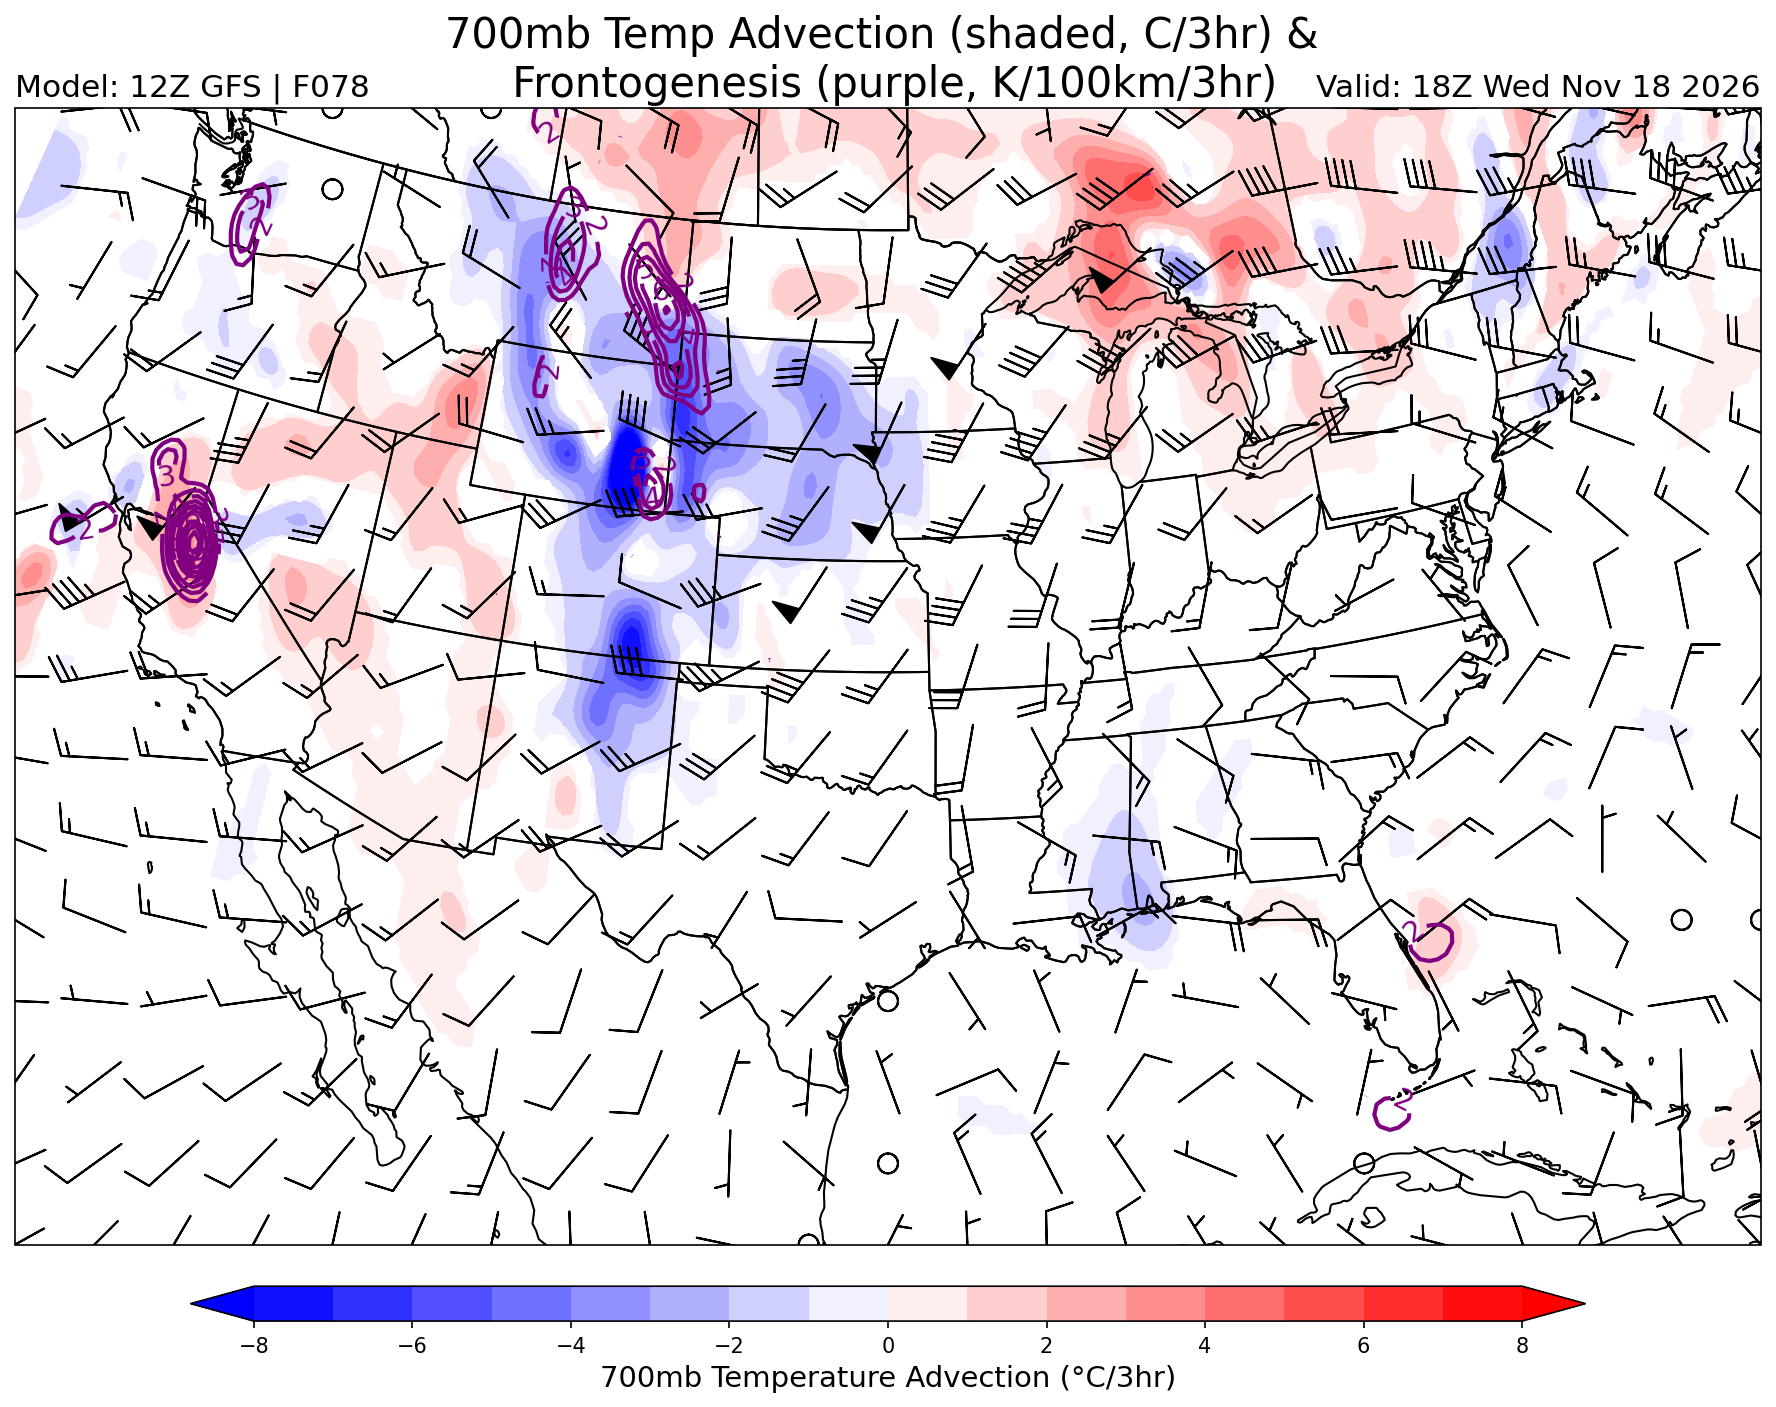 700mb Temp Advection (shaded, C/3hr) &
Frontogenesis (purple, K/100km/3hr)
Model: 12Z GFS | F078
Valid: 18Z Wed Nov 18 2026
−8 −6 −4 −2 0 2 4 6 8
700mb Temperature Advection (°C/3hr)